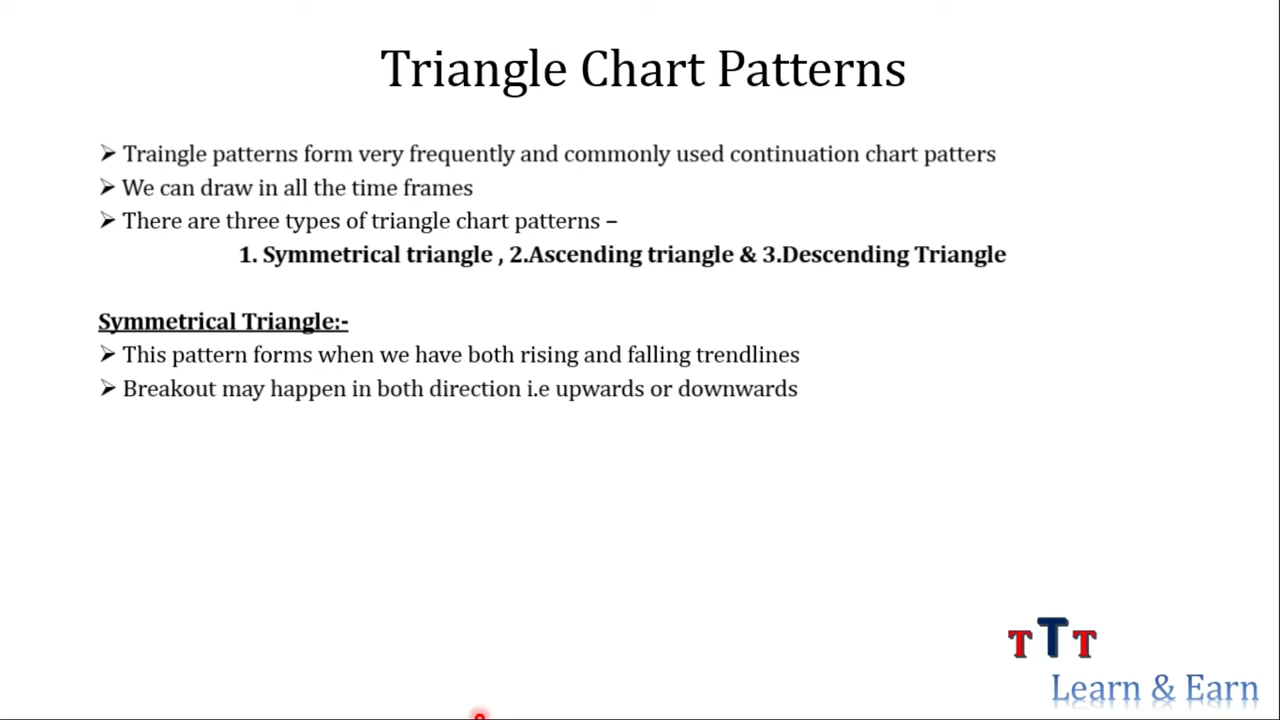 Triangle Chart Patterns
➢ Traingle patterns form very frequently and commonly used continuation chart patters
➢ We can draw in all the time frames
➢ There are three types of triangle chart patterns –
1. Symmetrical triangle , 2.Ascending triangle & 3.Descending Triangle
Symmetrical Triangle:-
➢ This pattern forms when we have both rising and falling trendlines
➢ Breakout may happen in both direction i.e upwards or downwards
TTT
Learn & Earn